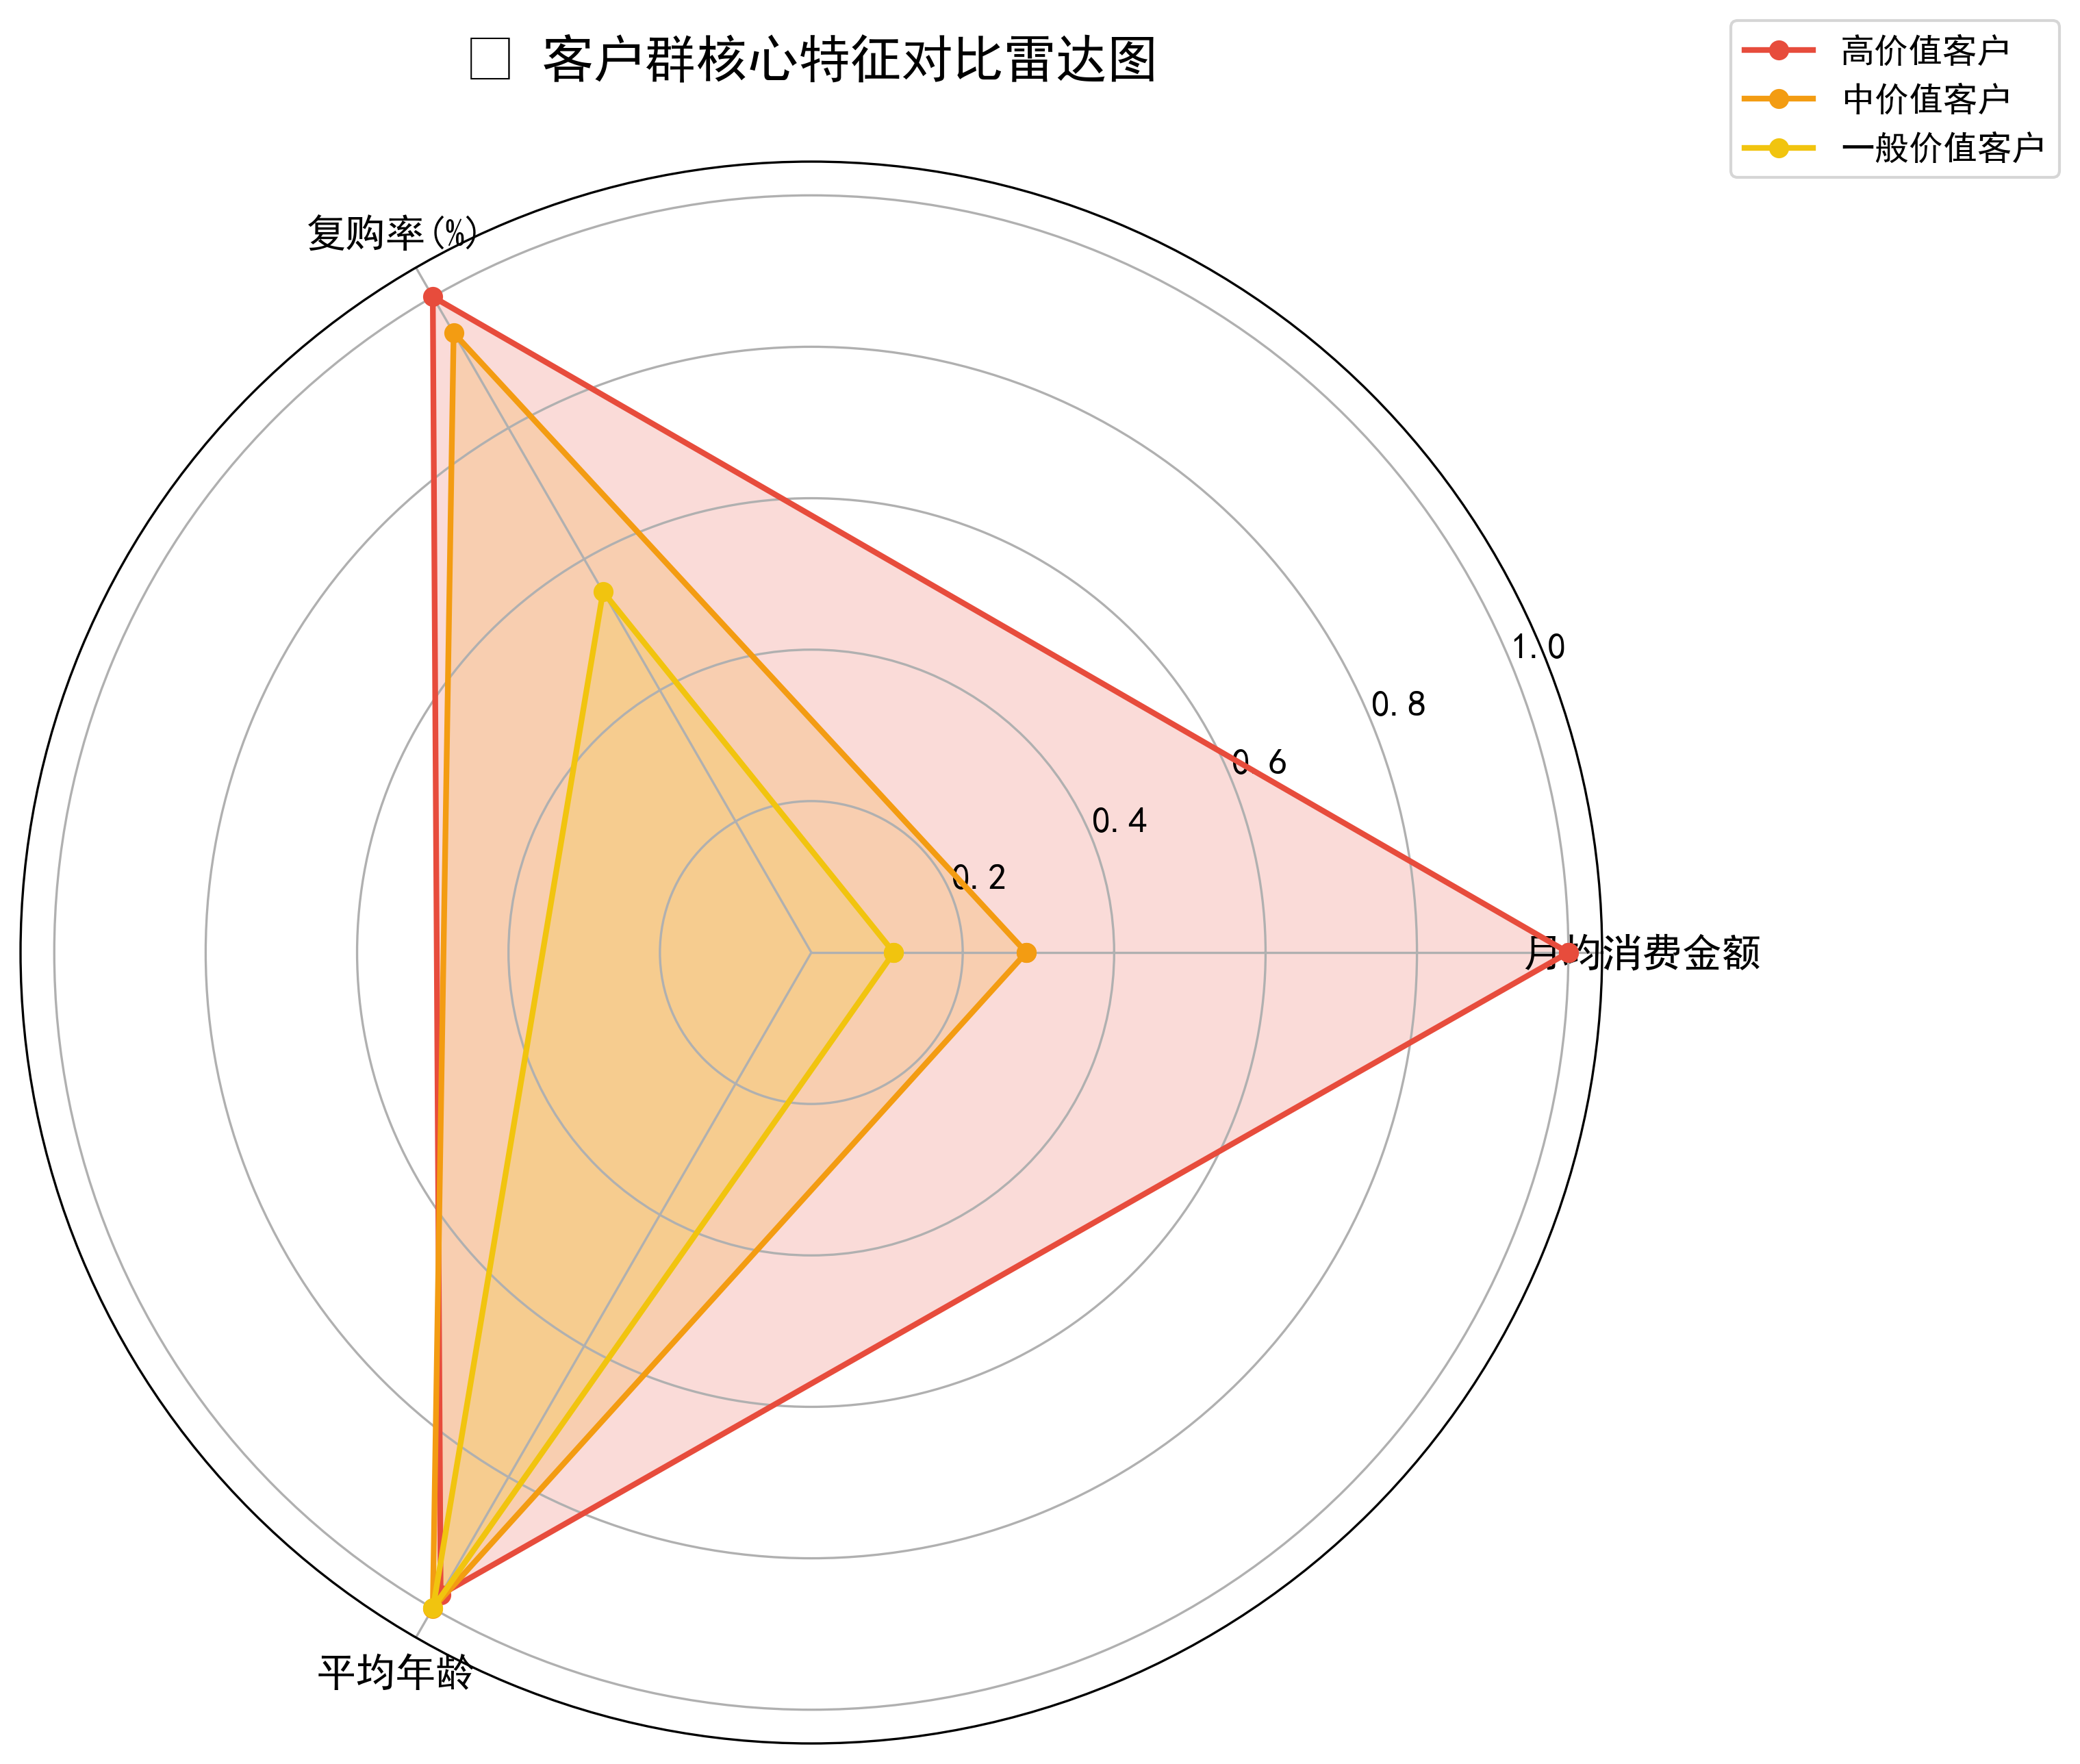 客户群核心特征对比雷达图
高价值客户
中价值客户
一般价值客户
复购率(%)
1.0
0.8
0.6
0.4
0.2
月均消费金额
平均年龄